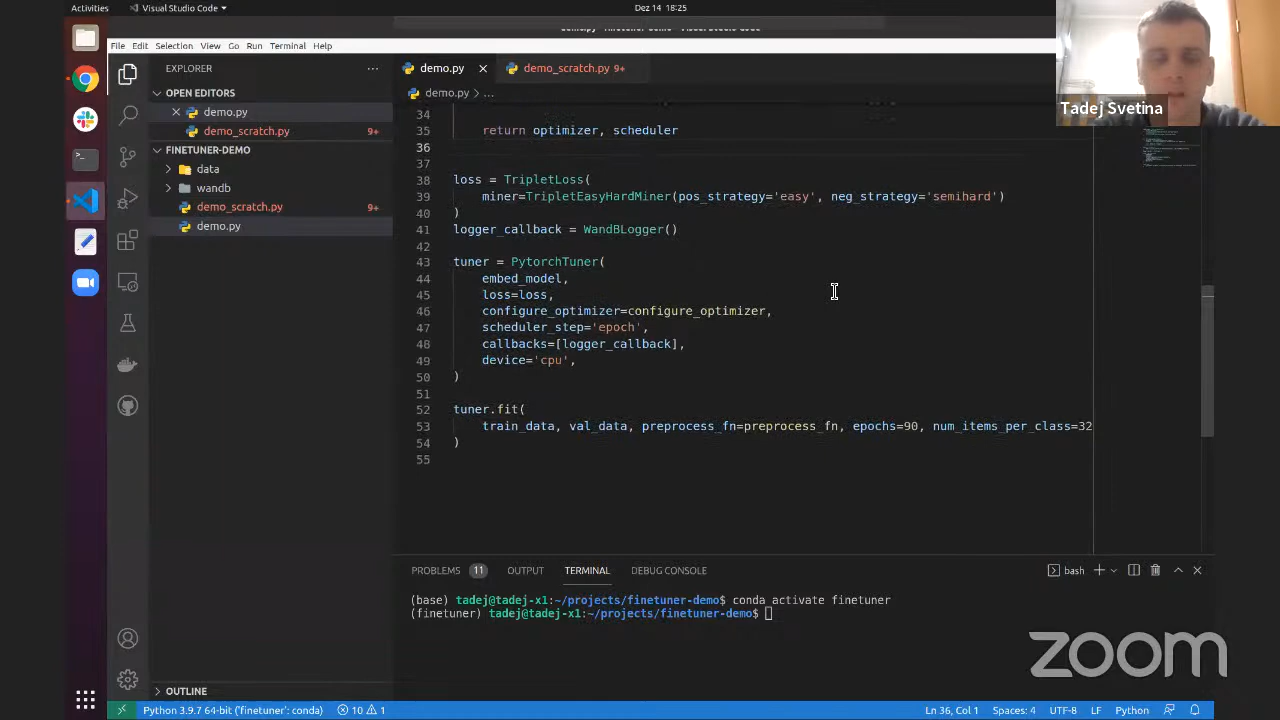 Activities
Visual Studio Code
Dez 14 18:25
File Edit Selection View Go Run Terminal Help
EXPLORER
OPEN EDITORS
demo.py
demo_scratch.py 9+
FINETUNER-DEMO
data
wandb
demo_scratch.py 9+
demo.py
OUTLINE
demo.py
demo_scratch.py 9+
demo.py > ...
34
35 return optimizer, scheduler
36
37
38 loss = TripletLoss(
39 miner=TripletEasyHardMiner(pos_strategy='easy', neg_strategy='semihard')
40 )
41 logger_callback = WandBLogger()
42
43 tuner = PytorchTuner(
44 embed_model,
45 loss=loss,
46 configure_optimizer=configure_optimizer,
47 scheduler_step='epoch',
48 callbacks=[logger_callback],
49 device='cpu',
50 )
51
52 tuner.fit(
53 train_data, val_data, preprocess_fn=preprocess_fn, epochs=90, num_items_per_class=32
54 )
55
PROBLEMS 11 OUTPUT TERMINAL DEBUG CONSOLE
bash
(base) tadej@tadej-x1:~/projects/finetuner-demo$ conda activate finetuner
(finetuner) tadej@tadej-x1:~/projects/finetuner-demo$
Python 3.9.7 64-bit ('finetuner': conda) 10 1
Ln 36, Col 1 Spaces: 4 UTF-8 LF Python
Tadej Svetina
zoom